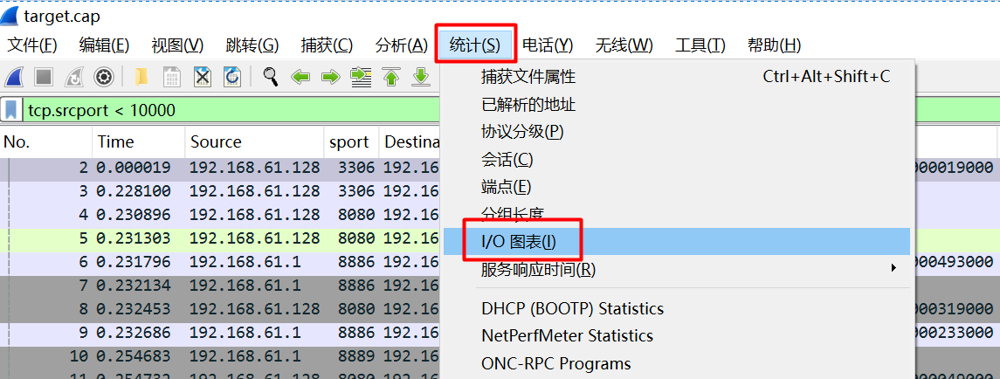 target.cap
文件(F) 编辑(E) 视图(V) 跳转(G) 捕获(C) 分析(A) 统计(S) 电话(Y) 无线(W) 工具(T) 帮助(H)
捕获文件属性 Ctrl+Alt+Shift+C
已解析的地址
tcp.srcport < 10000
协议分级(P)
No. Time Source sport Destina
会话(C)
2 0.000019 192.168.61.128 3306 192.16 000019000
端点(E)
3 0.228100 192.168.61.128 3306 192.16
分组长度
4 0.230896 192.168.61.128 8080 192.16
I/O 图表(I)
5 0.231303 192.168.61.128 8080 192.16
服务响应时间(R)
6 0.231796 192.168.61.1 8886 192.16 000493000
7 0.232134 192.168.61.1 8886 192.16
DHCP (BOOTP) Statistics
8 0.232453 192.168.61.128 8080 192.16 000319000
NetPerfMeter Statistics
9 0.232686 192.168.61.1 8886 192.16 000233000
ONC-RPC Programs
10 0.254683 192.168.61.1 8889 192.16